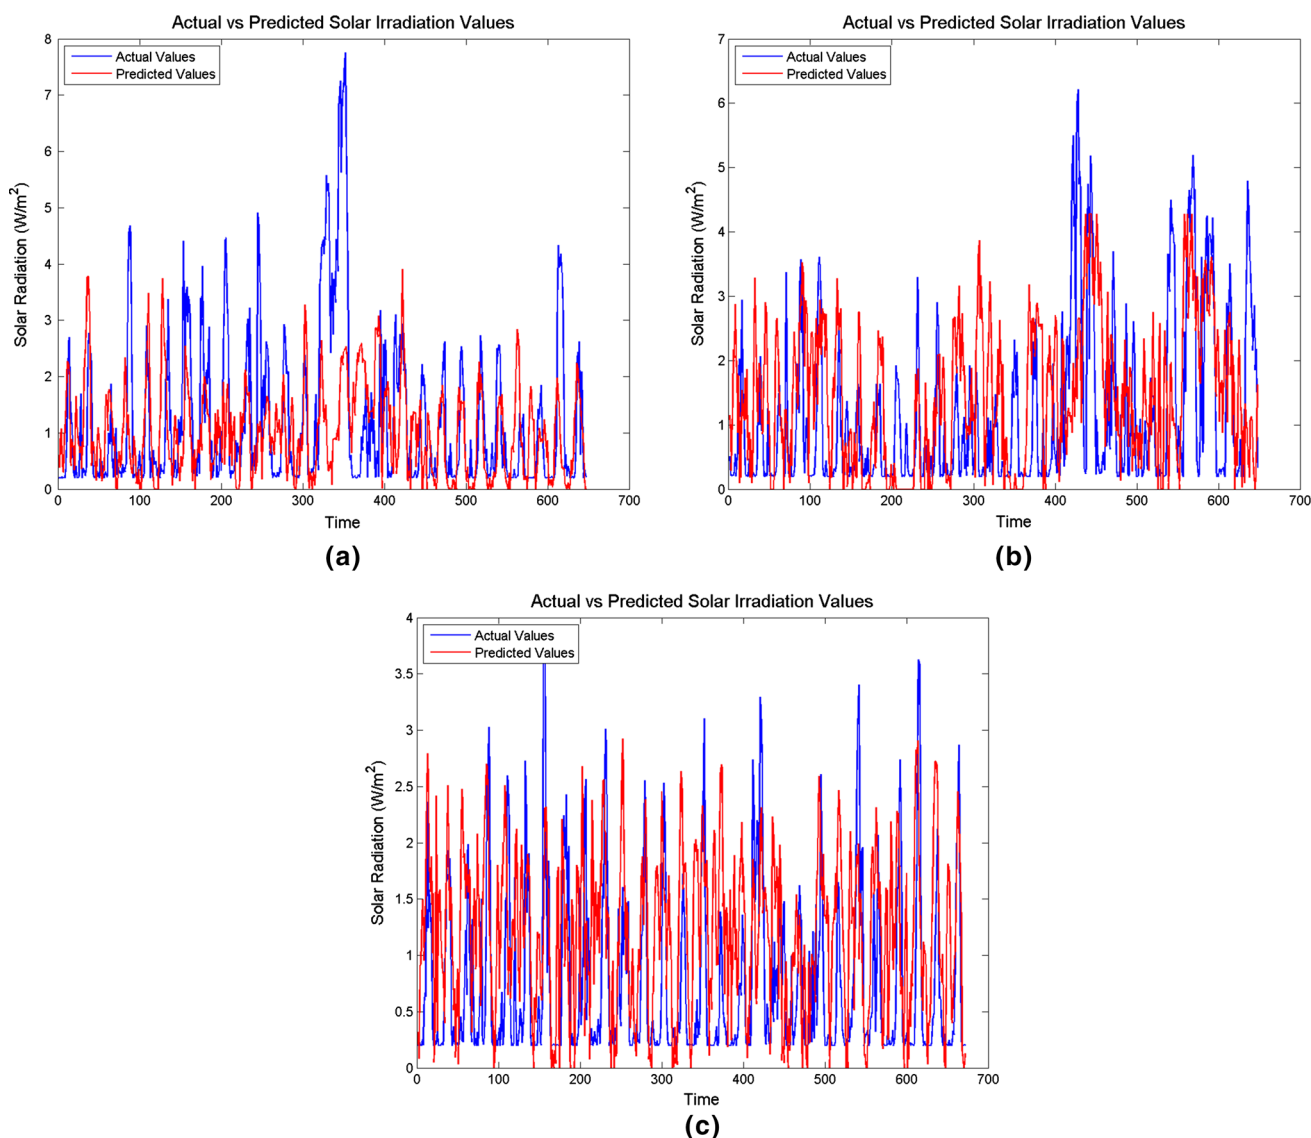 Actual vs Predicted Solar Irradiation Values
8
7
6
5
4
3
2
1
0
Solar Radiation (W/m²)
Actual Values
Predicted Values
0 100 200 300 400 500 600 700
Time
(a)
Actual vs Predicted Solar Irradiation Values
7
6
5
4
3
2
1
0
Solar Radiation (W/m²)
Actual Values
Predicted Values
0 100 200 300 400 500 600 700
Time
(b)
Actual vs Predicted Solar Irradiation Values
4
3.5
3
2.5
2
1.5
1
0.5
0
Solar Radiation (W/m²)
Actual Values
Predicted Values
0 100 200 300 400 500 600 700
Time
(c)